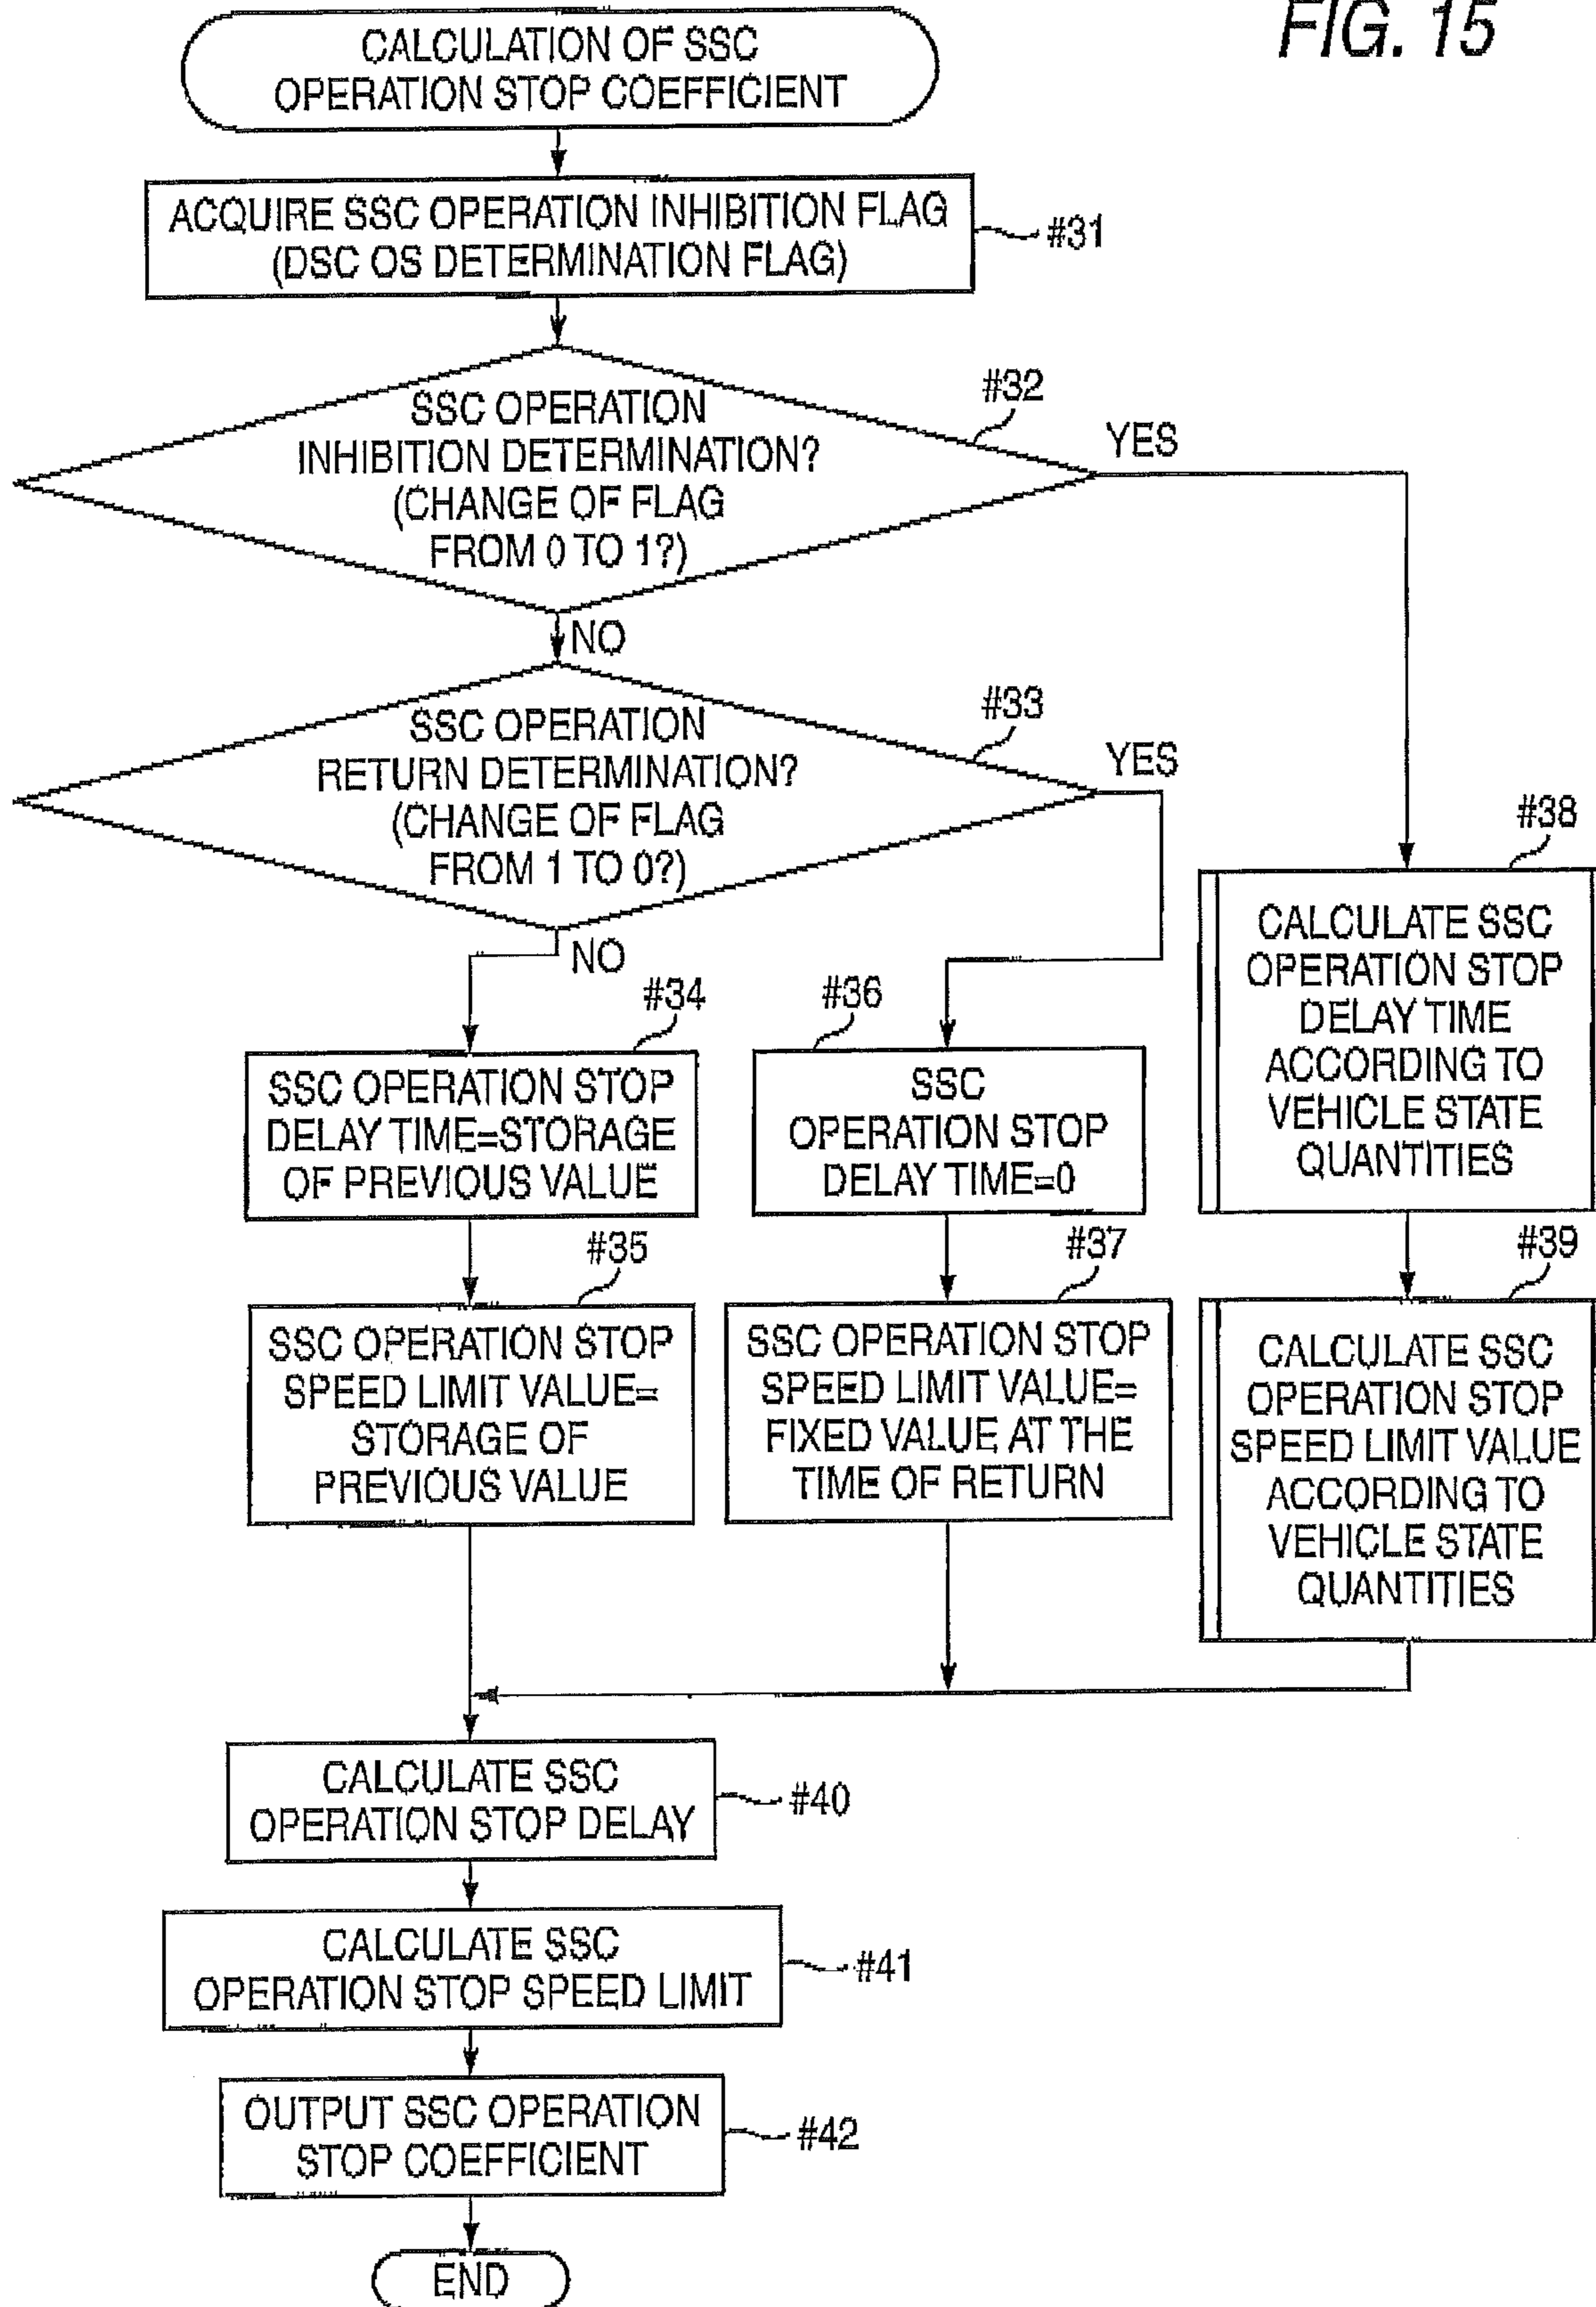 FIG. 15
CALCULATION OF SSC
OPERATION STOP COEFFICIENT
ACQUIRE SSC OPERATION INHIBITION FLAG
(DSC OS DETERMINATION FLAG)
#31
SSC OPERATION
INHIBITION DETERMINATION?
(CHANGE OF FLAG
FROM 0 TO 1?)
#32
YES
NO
SSC OPERATION
RETURN DETERMINATION?
(CHANGE OF FLAG
FROM 1 TO 0?)
#33
YES
NO
#34
SSC OPERATION STOP
DELAY TIME=STORAGE
OF PREVIOUS VALUE
#35
SSC OPERATION STOP
SPEED LIMIT VALUE=
STORAGE OF
PREVIOUS VALUE
#36
SSC
OPERATION STOP
DELAY TIME=0
#37
SSC OPERATION STOP
SPEED LIMIT VALUE=
FIXED VALUE AT THE
TIME OF RETURN
#38
CALCULATE SSC
OPERATION STOP
DELAY TIME
ACCORDING TO
VEHICLE STATE
QUANTITIES
#39
CALCULATE SSC
OPERATION STOP
SPEED LIMIT VALUE
ACCORDING TO
VEHICLE STATE
QUANTITIES
CALCULATE SSC
OPERATION STOP DELAY
#40
CALCULATE SSC
OPERATION STOP SPEED LIMIT
#41
OUTPUT SSC OPERATION
STOP COEFFICIENT
#42
END